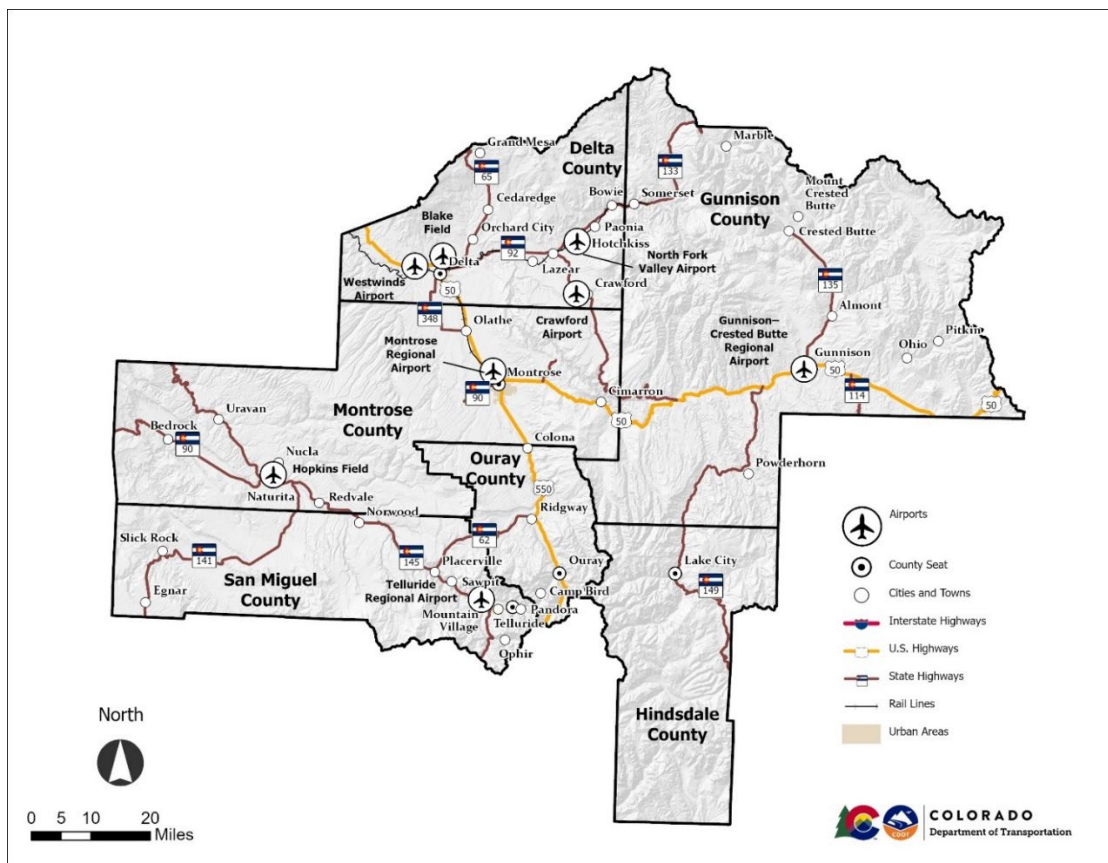 Marble
Grand Mesa
Delta
County
133
65
Gunnison
County
Mount
Crested
Butte
Cedaredge
Bowie
Somerset
Blake
Field
Orchard City
Paonia
Crested Butte
92
Hotchkiss
North Fork
Valley Airport
Delta
Lazear
Westwinds
Airport
50
Crawford
135
348
Olathe
Crawford
Airport
Almont
Pitkin
Montrose
Regional
Airport
Gunnison–
Crested Butte
Regional
Airport
Ohio
Gunnison
50
Montrose
90
114
Cimarron
50
50
Uravan
Montrose
County
Bedrock
90
Colona
Nucla
Hopkins Field
Ouray
County
Powderhorn
550
Naturita
Redvale
Norwood
Ridgway
62
Slick Rock
141
145
Placerville
Ouray
Lake City
Egnar
San Miguel
County
Telluride
Regional Airport
Sawpit
Camp Bird
149
Mountain
Village
Pandora
Telluride
Ophir
Hindsdale
County
Airports
County Seat
Cities and Towns
Interstate Highways
U.S. Highways
State Highways
Rail Lines
Urban Areas
North
0 5 10 20
Miles
CDOT
COLORADO
Department of Transportation